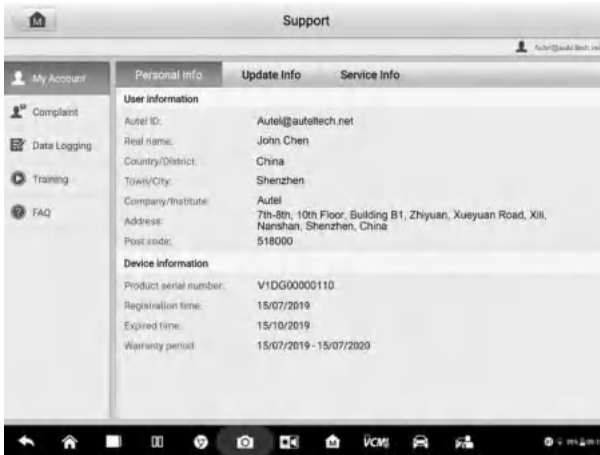 Support
My Account
Personal Info
Update Info
Service Info
User information
Complaint
Autel ID:
Autel@auteltech.net
Real name:
John Chen
Data Logging
Country/District:
China
Town/City:
Shenzhen
Training
Company/Institute:
Autel
FAQ
Address:
7th-8th, 10th Floor, Building B1, Zhiyuan, Xueyuan Road, Xili,
Nanshan, Shenzhen, China
Post code:
518000
Device information
Product serial number:
V1DG00000110
Registration time:
15/07/2019
Expired time:
15/10/2019
Warranty period:
15/07/2019 - 15/07/2020
M
VCMI